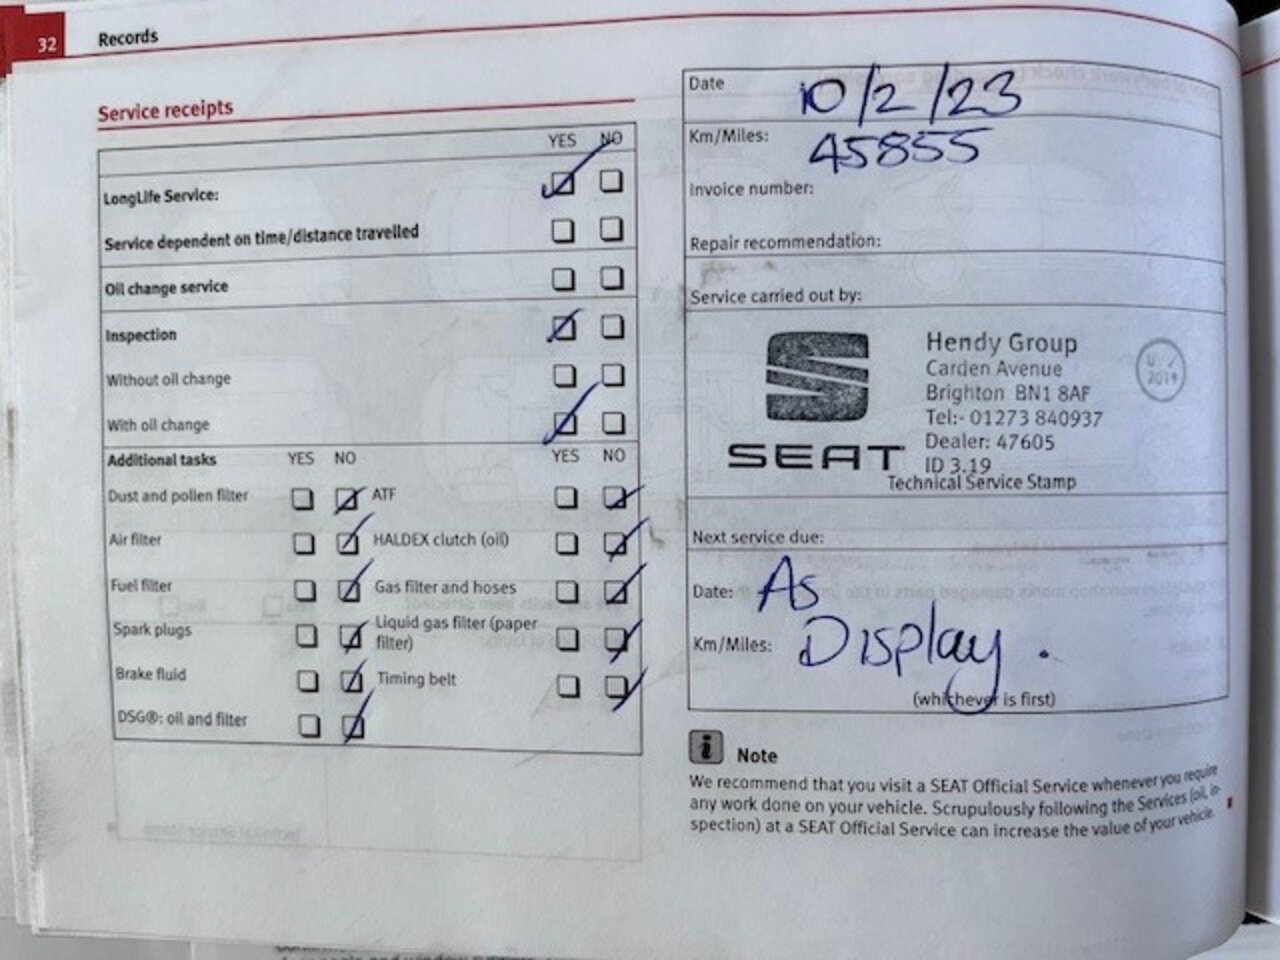 32
Records
Service receipts
YES NO
LongLife Service:
Service dependent on time/distance travelled
Oil change service
Inspection
Without oil change
With oil change
Additional tasks YES NO YES NO
Dust and pollen filter ATF
Air filter HALDEX clutch (oil)
Fuel filter Gas filter and hoses
Spark plugs Liquid gas filter (paper
filter)
Brake fluid Timing belt
DSG®: oil and filter
Date 10/2/23
Km/Miles: 45855
Invoice number:
Repair recommendation:
Service carried out by:
SEAT
Hendy Group
Carden Avenue
Brighton BN1 8AF
Tel:- 01273 840937
Dealer: 47605
ID 3.19
Technical Service Stamp
Next service due:
Date: As
Km/Miles: Display.
(whichever is first)
i Note
We recommend that you visit a SEAT Official Service whenever you require
any work done on your vehicle. Scrupulously following the Services (oil, in-
spection) at a SEAT Official Service can increase the value of your vehicle.